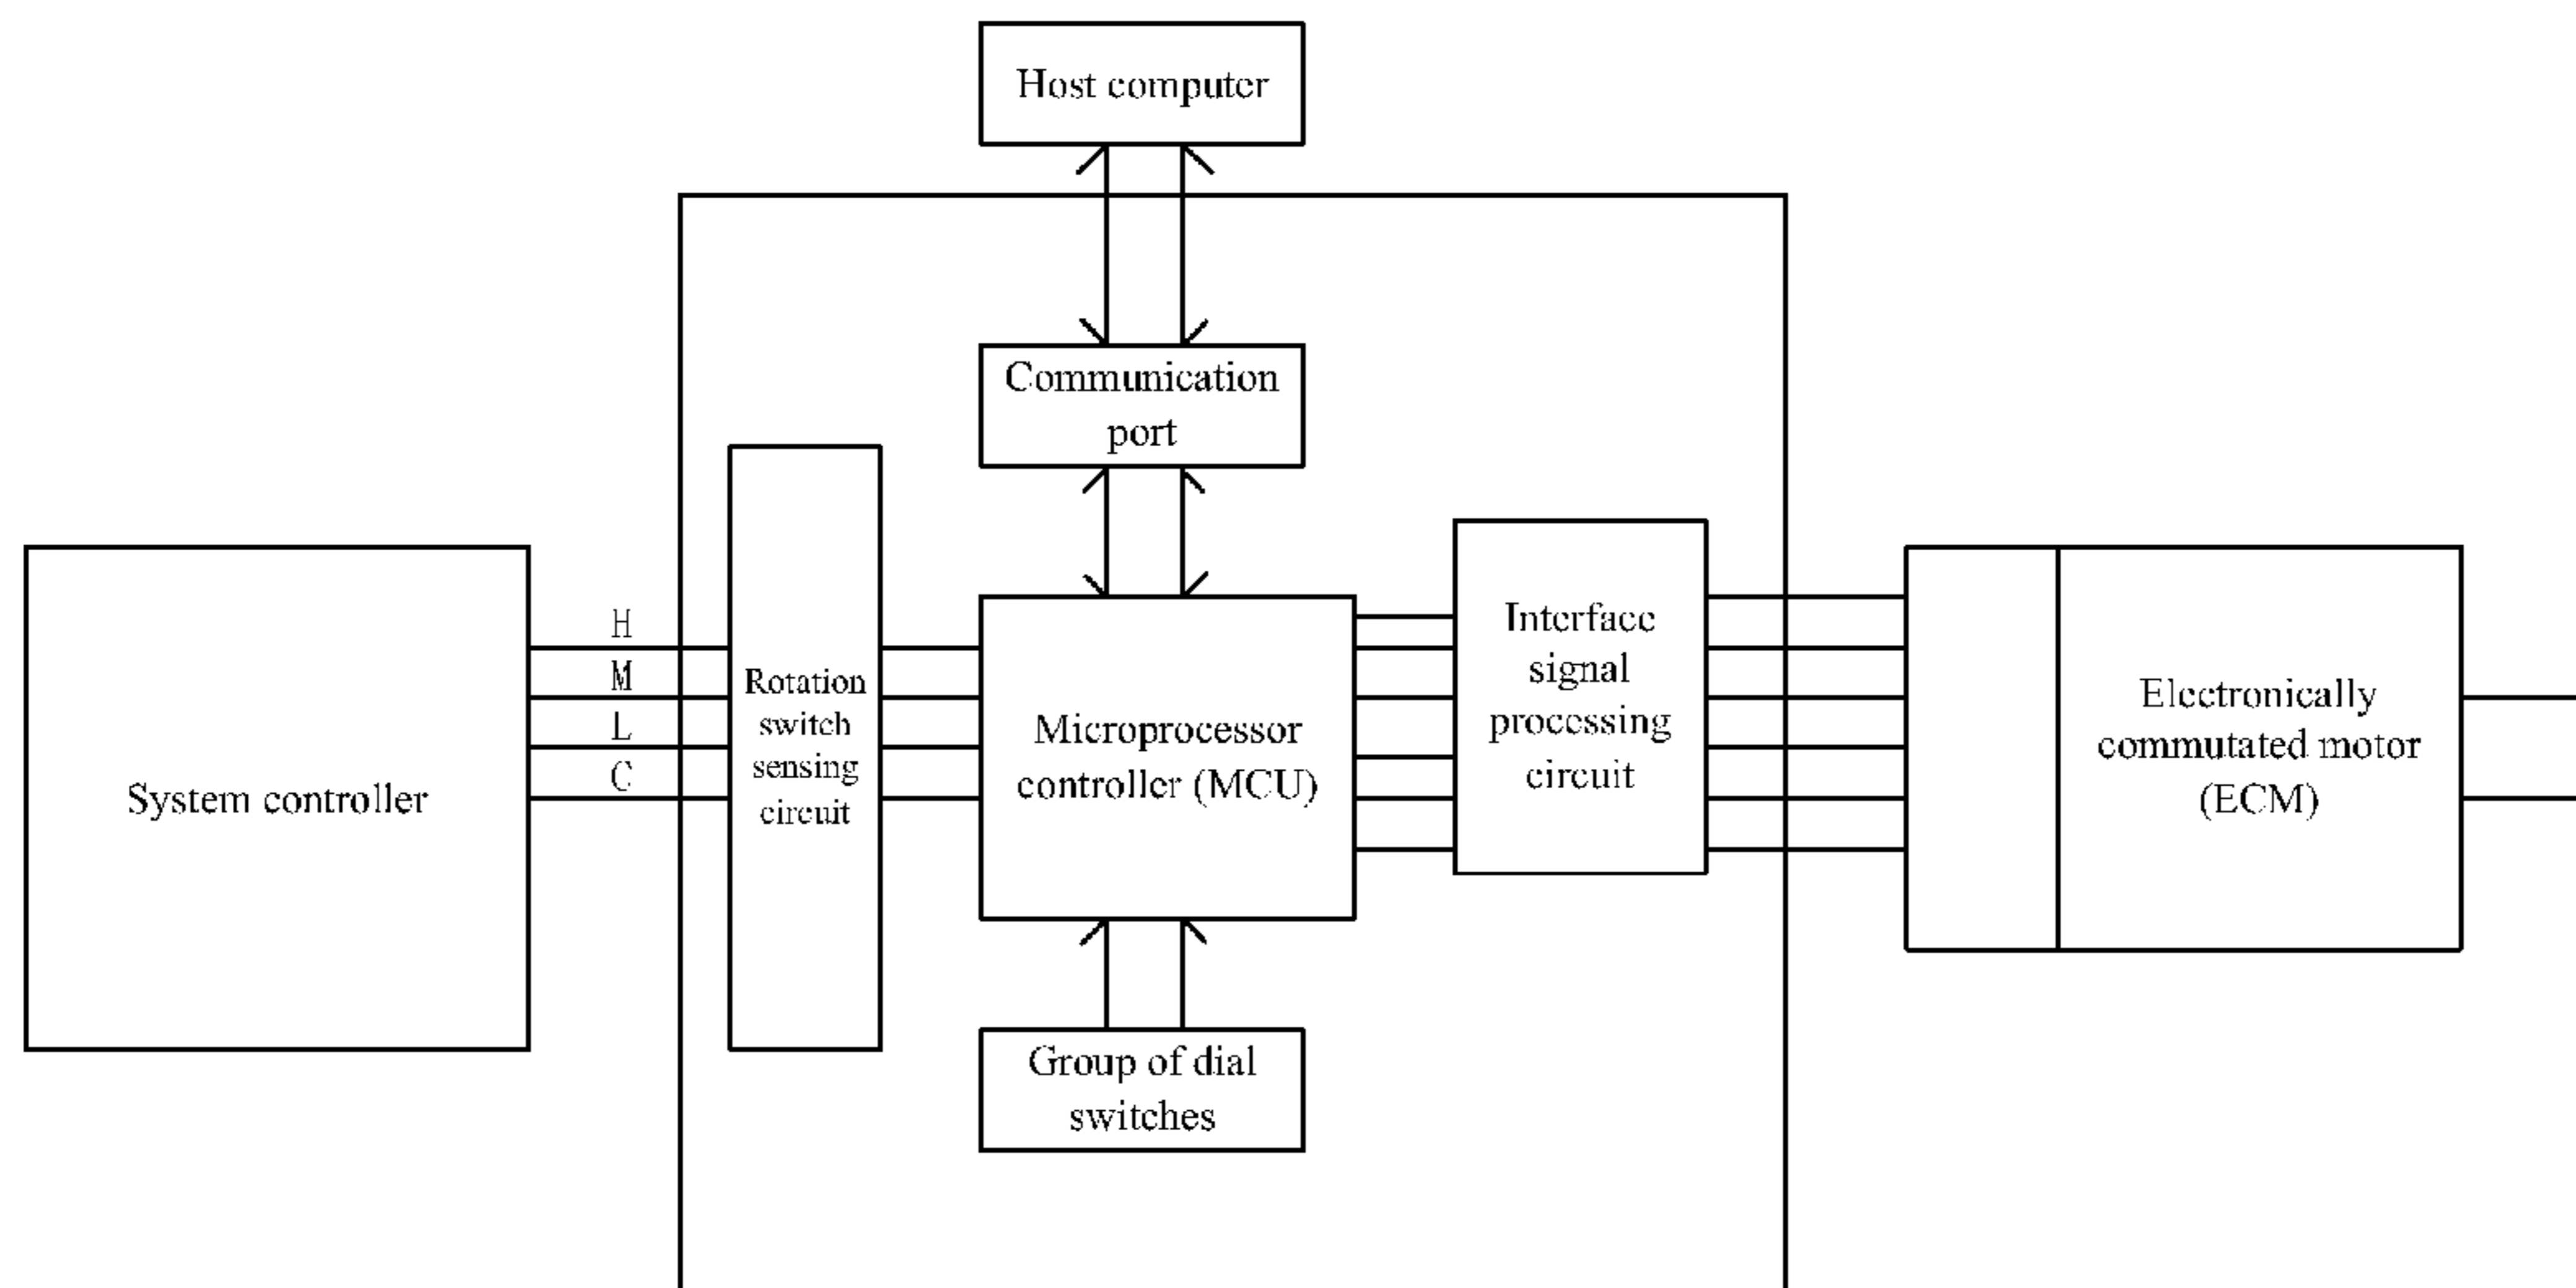 Host computer
Communication
port
H
M
L
C
System controller
Rotation
switch
sensing
circuit
Microprocessor
controller (MCU)
Interface
signal
processing
circuit
Electronically
commutated motor
(ECM)
Group of dial
switches